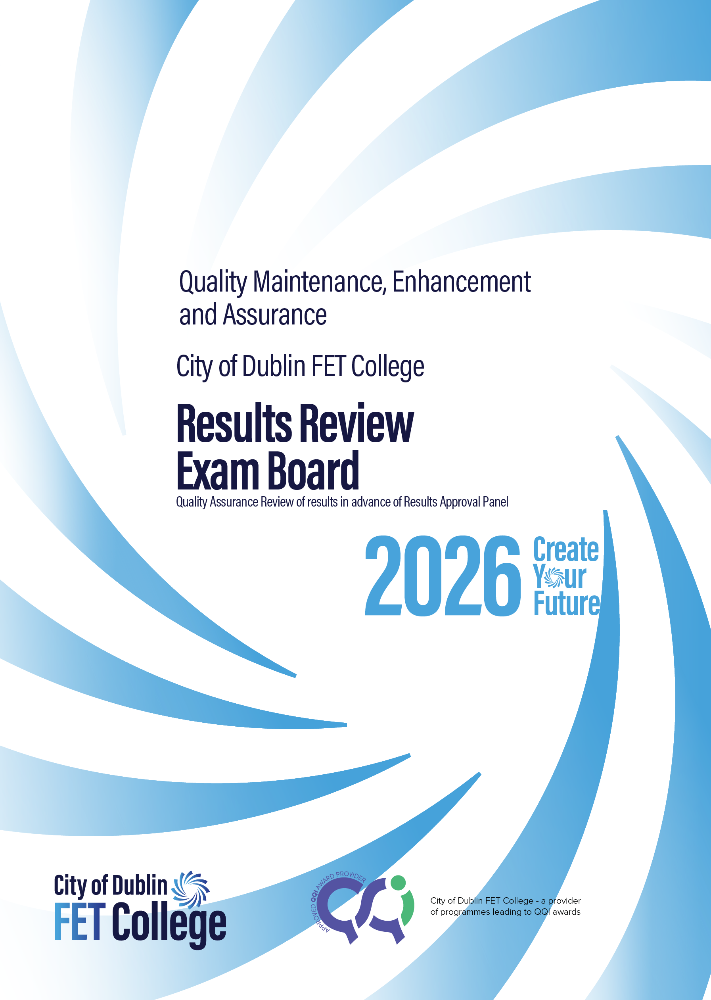 Quality Maintenance, Enhancement
and Assurance
City of Dublin FET College
Results Review
Exam Board
Quality Assurance Review of results in advance of Results Approval Panel
2026
Create
Your
Future
City of Dublin
FET College
APPROVED QQI AWARD PROVIDER
QQI
City of Dublin FET College - a provider
of programmes leading to QQI awards